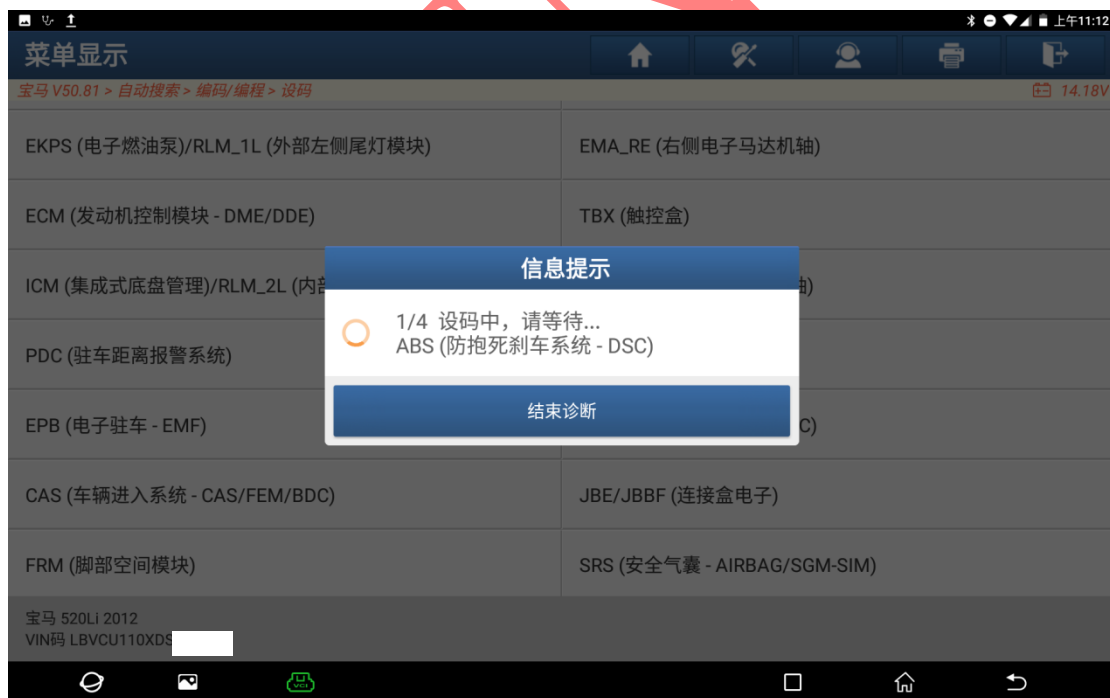 上午11:12
菜单显示
宝马 V50.81 > 自动搜索 > 编码/编程 > 设码
14.18V
EKPS (电子燃油泵)/RLM_1L (外部左侧尾灯模块)
EMA_RE (右侧电子马达机轴)
ECM (发动机控制模块 - DME/DDE)
TBX (触控盒)
信息提示
ICM (集成式底盘管理)/RLM_2L (内
1/4 设码中，请等待...
ABS (防抱死刹车系统 - DSC)
PDC (驻车距离报警系统)
结束诊断
EPB (电子驻车 - EMF)
C)
CAS (车辆进入系统 - CAS/FEM/BDC)
JBE/JBBF (连接盒电子)
FRM (脚部空间模块)
SRS (安全气囊 - AIRBAG/SGM-SIM)
宝马 520Li 2012
VIN码 LBVCU110XDS
VCI